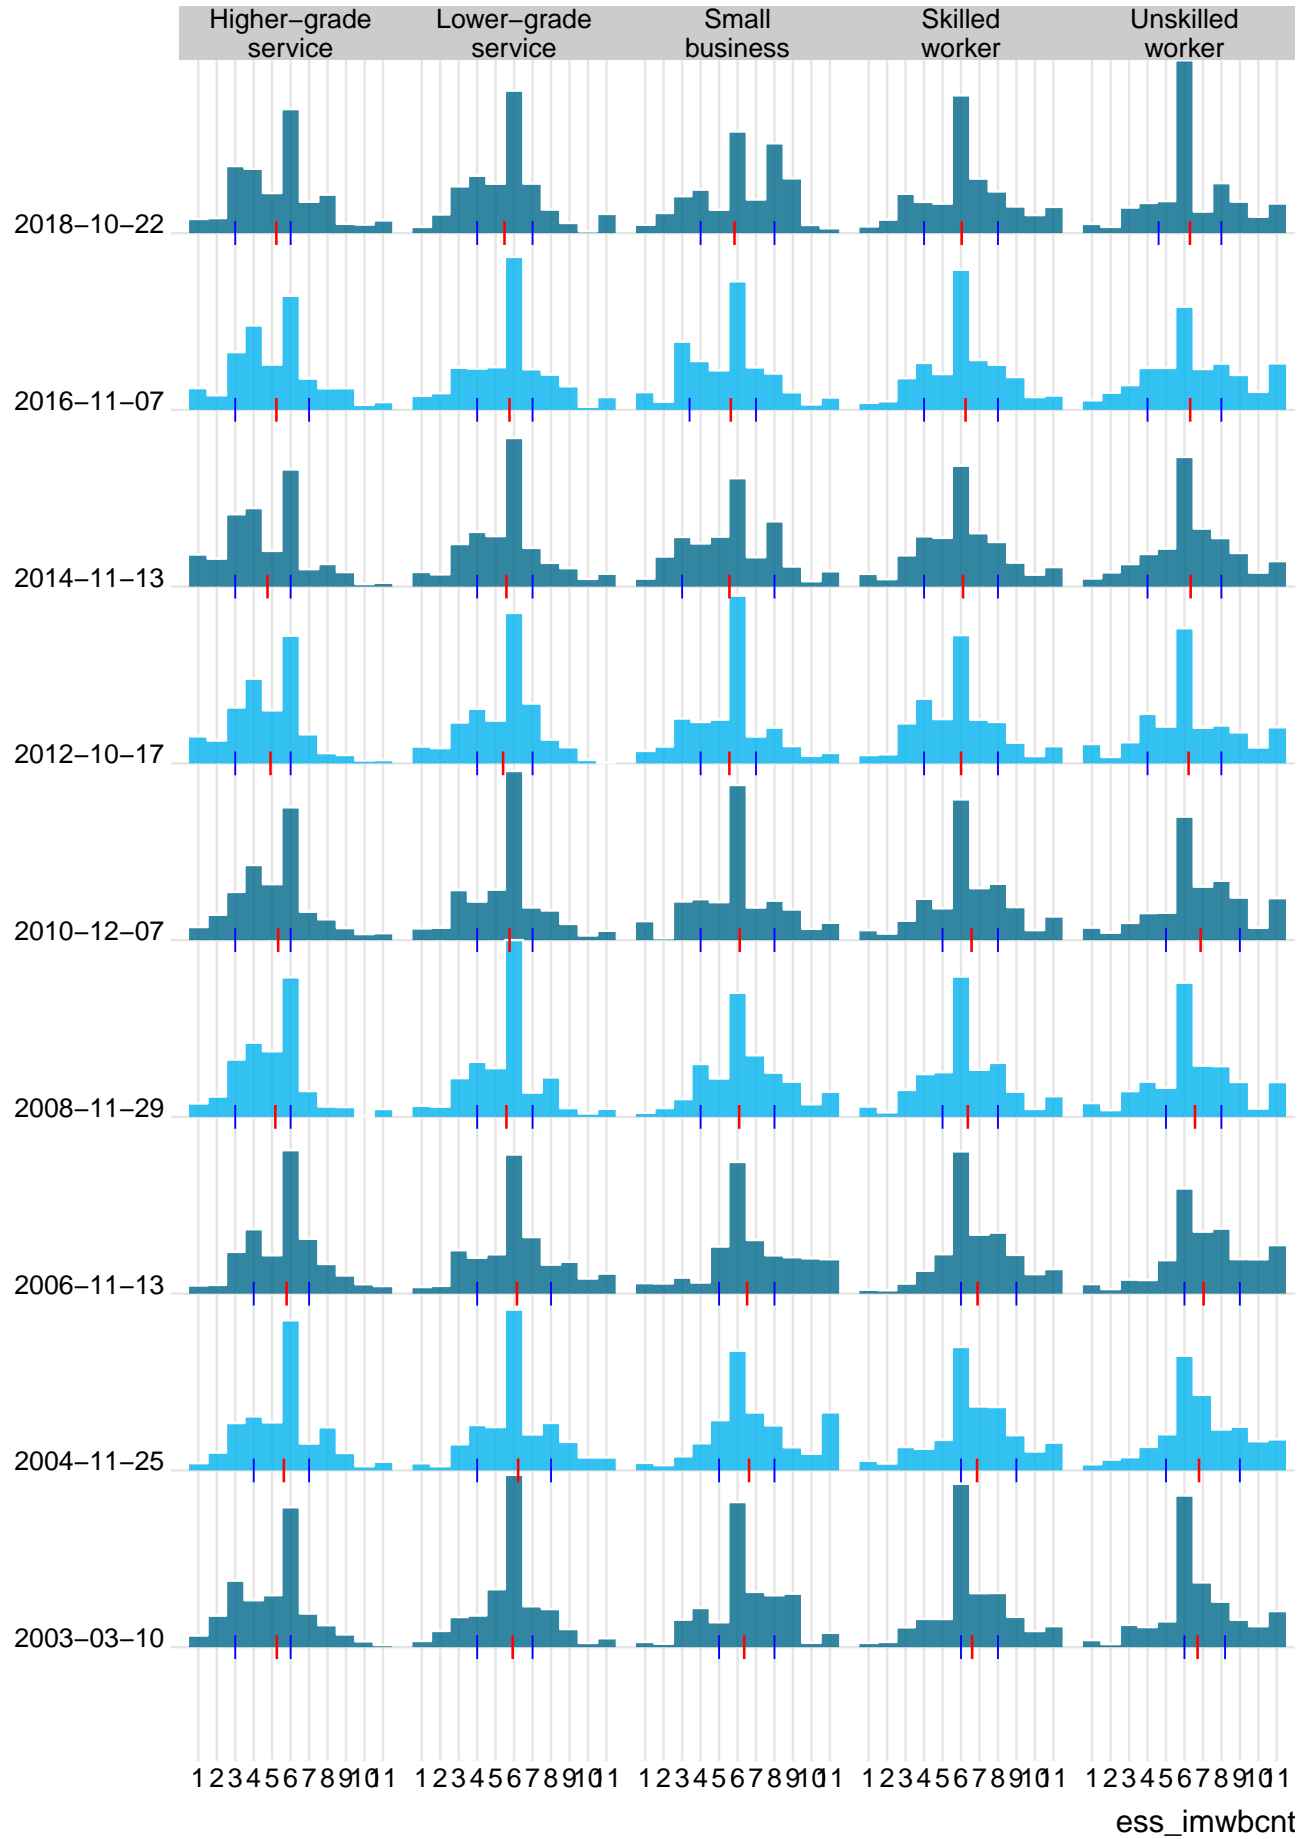 Higher−grade service
Lower−grade service
Small business
Skilled worker
Unskilled worker
2018−10−22
2016−11−07
2014−11−13
2012−10−17
2010−12−07
2008−11−29
2006−11−13
2004−11−25
2003−03−10
1 2 3 4 5 6 7 8 9 10 11 1 2 3 4 5 6 7 8 9 10 11 1 2 3 4 5 6 7 8 9 10 11 1 2 3 4 5 6 7 8 9 10 11 1 2 3 4 5 6 7 8 9 10 11
ess_imwbcnt